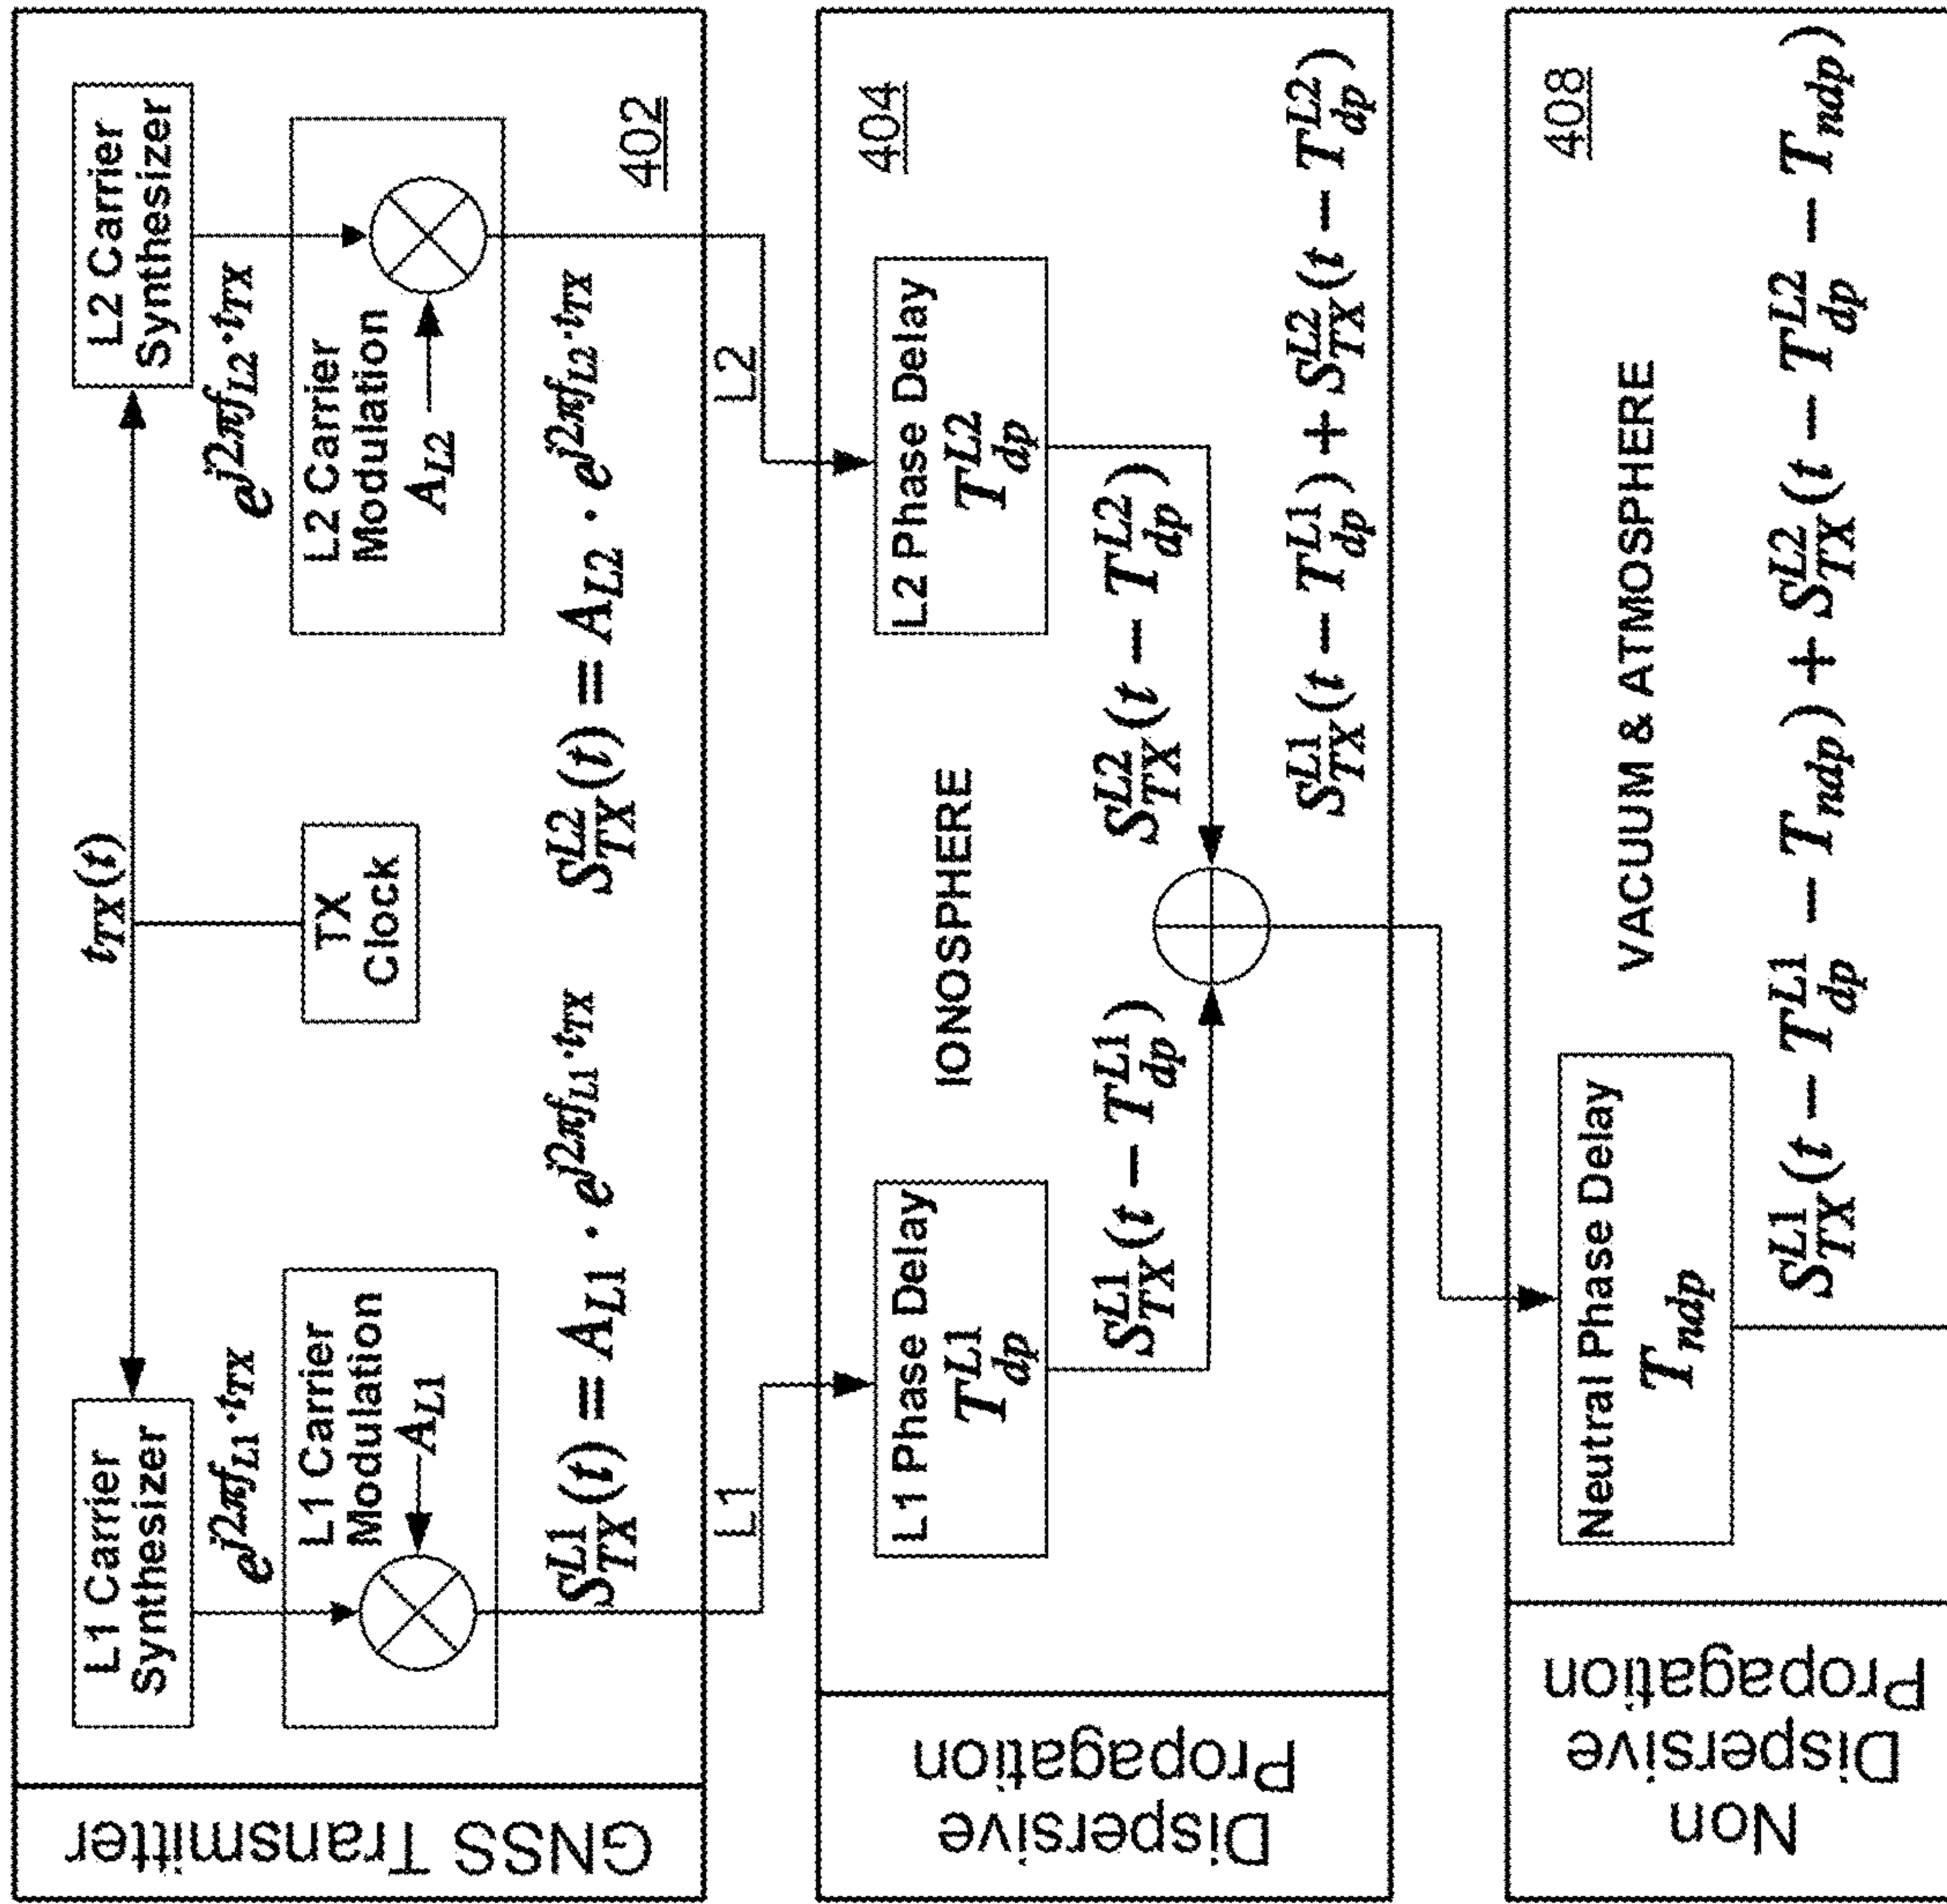 GNSS Transmitter
t_TX(t)
L1 Carrier
Synthesizer
TX
Clock
L2 Carrier
Synthesizer
e^{j2πf_{L1}·t_{TX}}
e^{j2πf_{L2}·t_{TX}}
L1 Carrier
Modulation
A_{L1}
L2 Carrier
Modulation
A_{L2}
S_{TX}^{L1}(t) = A_{L1} · e^{j2πf_{L1}·t_{TX}}
S_{TX}^{L2}(t) = A_{L2} · e^{j2πf_{L2}·t_{TX}}
402
L1
L2
Dispersive
Propagation
404
L1 Phase Delay
T_{dp}^{L1}
IONOSPHERE
L2 Phase Delay
T_{dp}^{L2}
S_{TX}^{L1}(t − T_{dp}^{L1})
S_{TX}^{L2}(t − T_{dp}^{L2})
S_{TX}^{L1}(t − T_{dp}^{L1}) + S_{TX}^{L2}(t − T_{dp}^{L2})
Non
Dispersive
Propagation
408
Neutral Phase Delay
T_{ndp}
VACUUM & ATMOSPHERE
S_{TX}^{L1}(t − T_{dp}^{L1} − T_{ndp}) + S_{TX}^{L2}(t − T_{dp}^{L2} − T_{ndp})